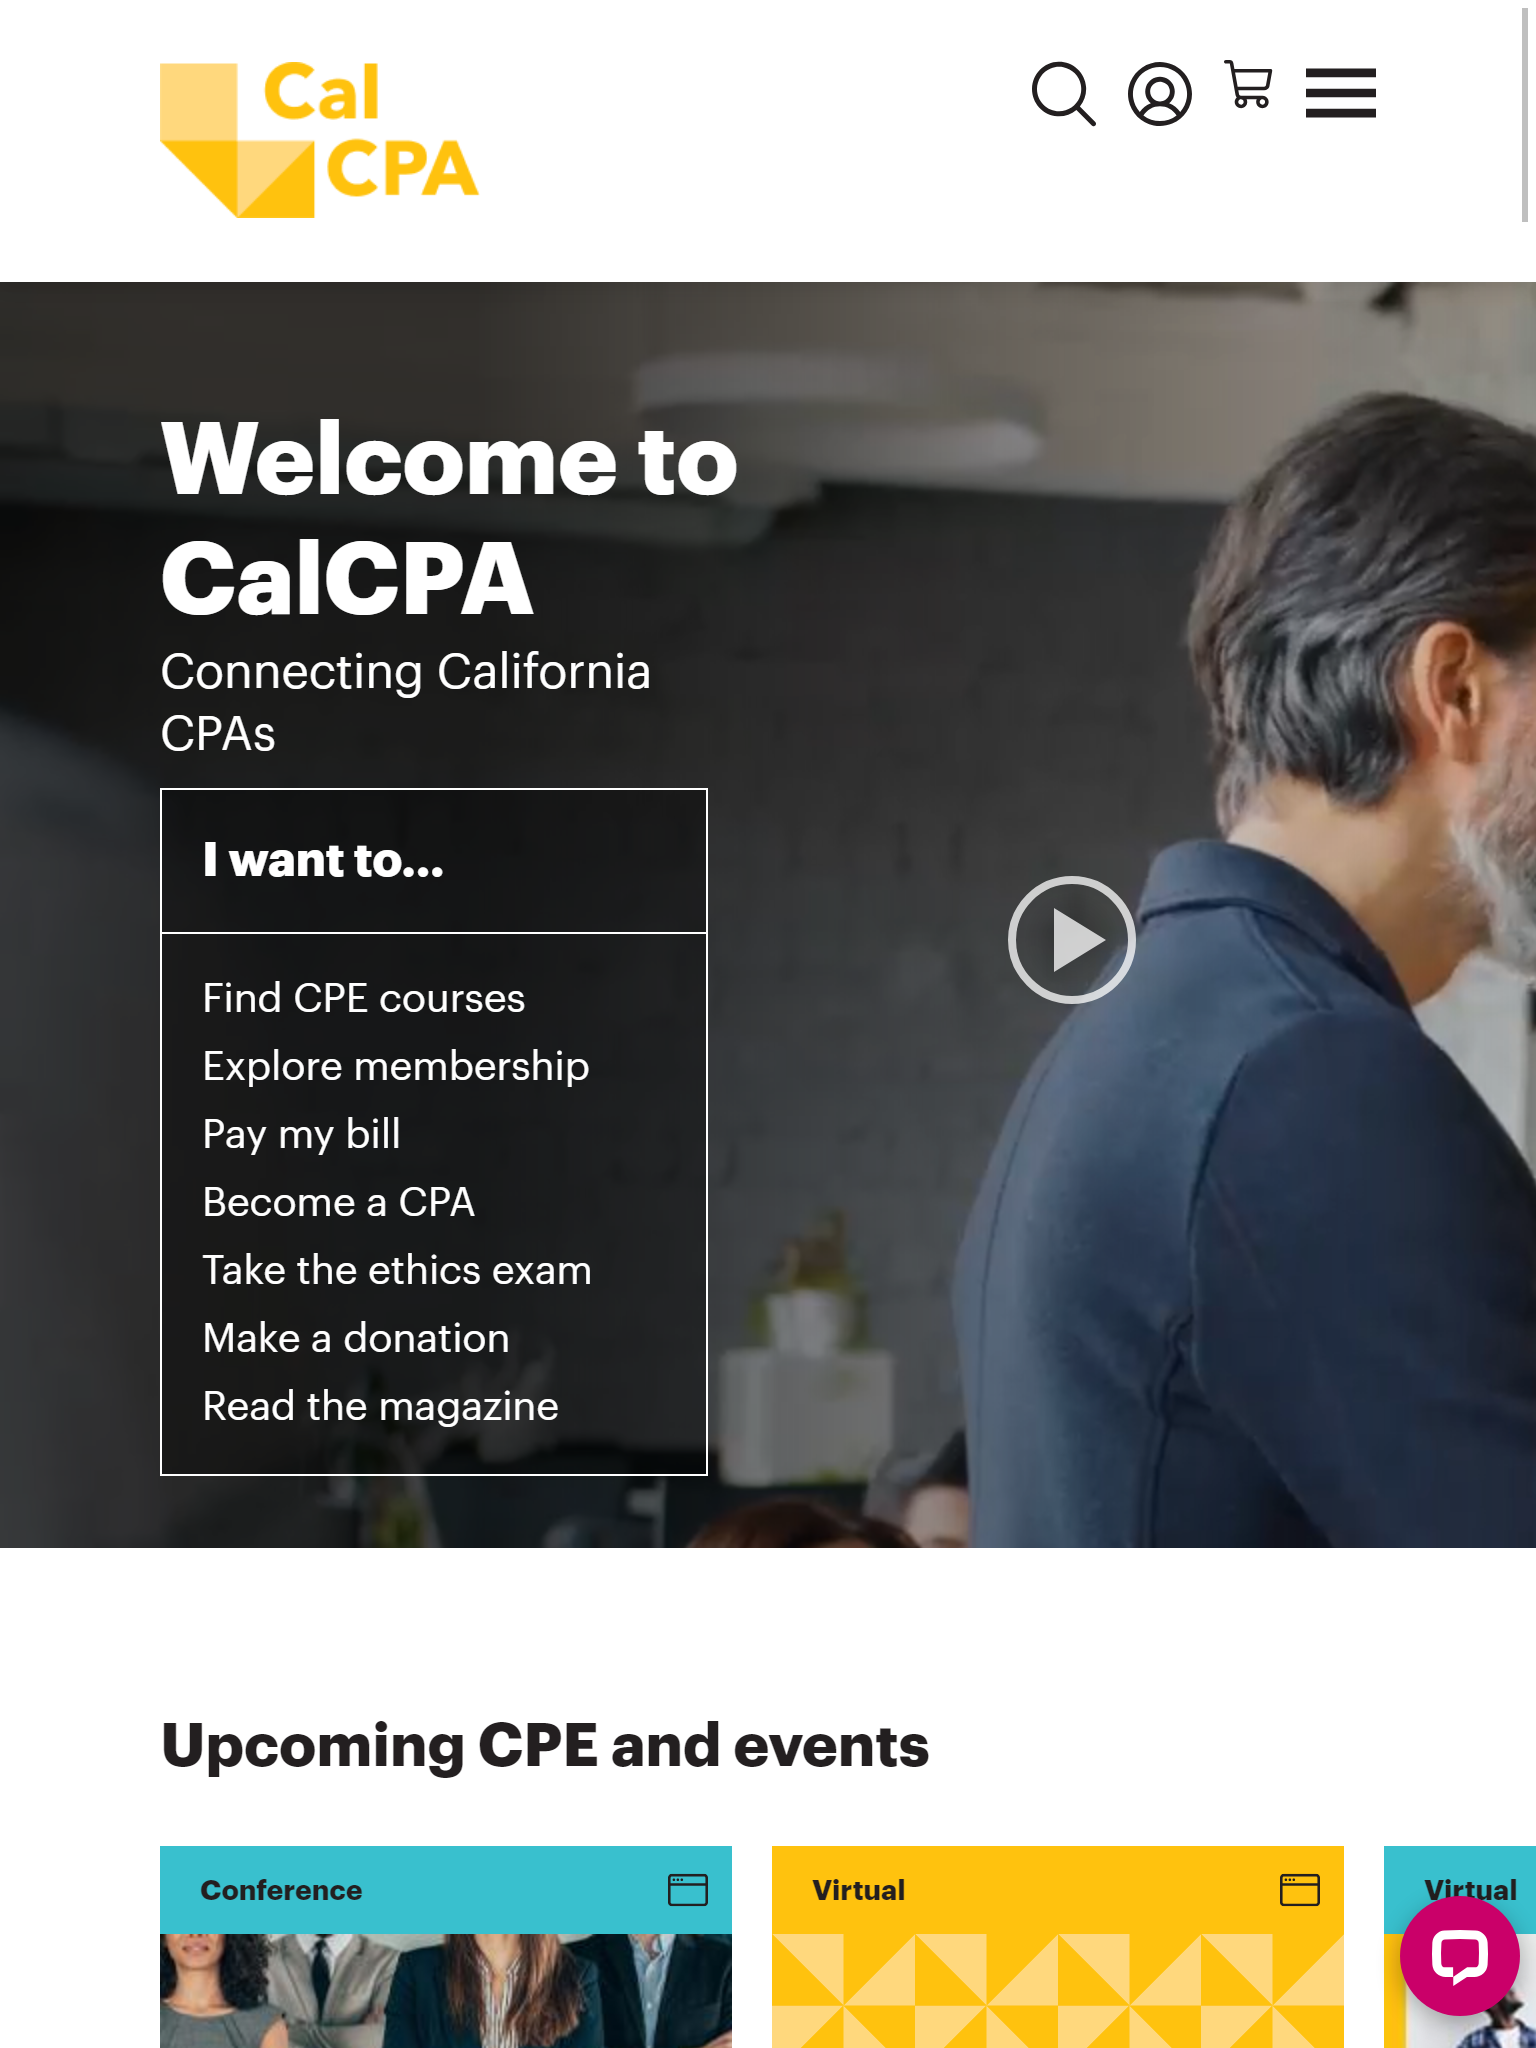 Cal
CPA
Welcome to
CalCPA
Connecting California
CPAs
I want to...
Find CPE courses
Explore membership
Pay my bill
Become a CPA
Take the ethics exam
Make a donation
Read the magazine
Upcoming CPE and events
Conference
Virtual
Virtual